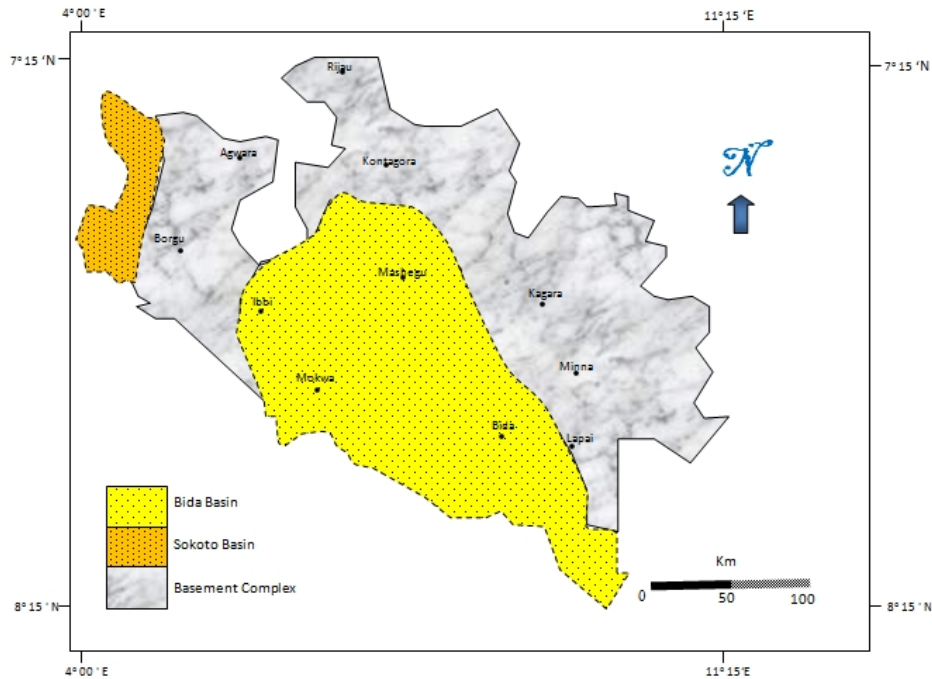 4° 00 ' E
11° 15 'E
7° 15 'N
7° 15 'N
Rijau
Agwara
Kontagora
N
Borgu
Mashegu
Ibbi
Kagara
Mokwa
Minna
Bida
Lapai
Bida Basin
Sokoto Basin
Basement Complex
Km
0 50 100
8° 15 ' N
8° 15 ' N
4° 00 ' E
11° 15'E